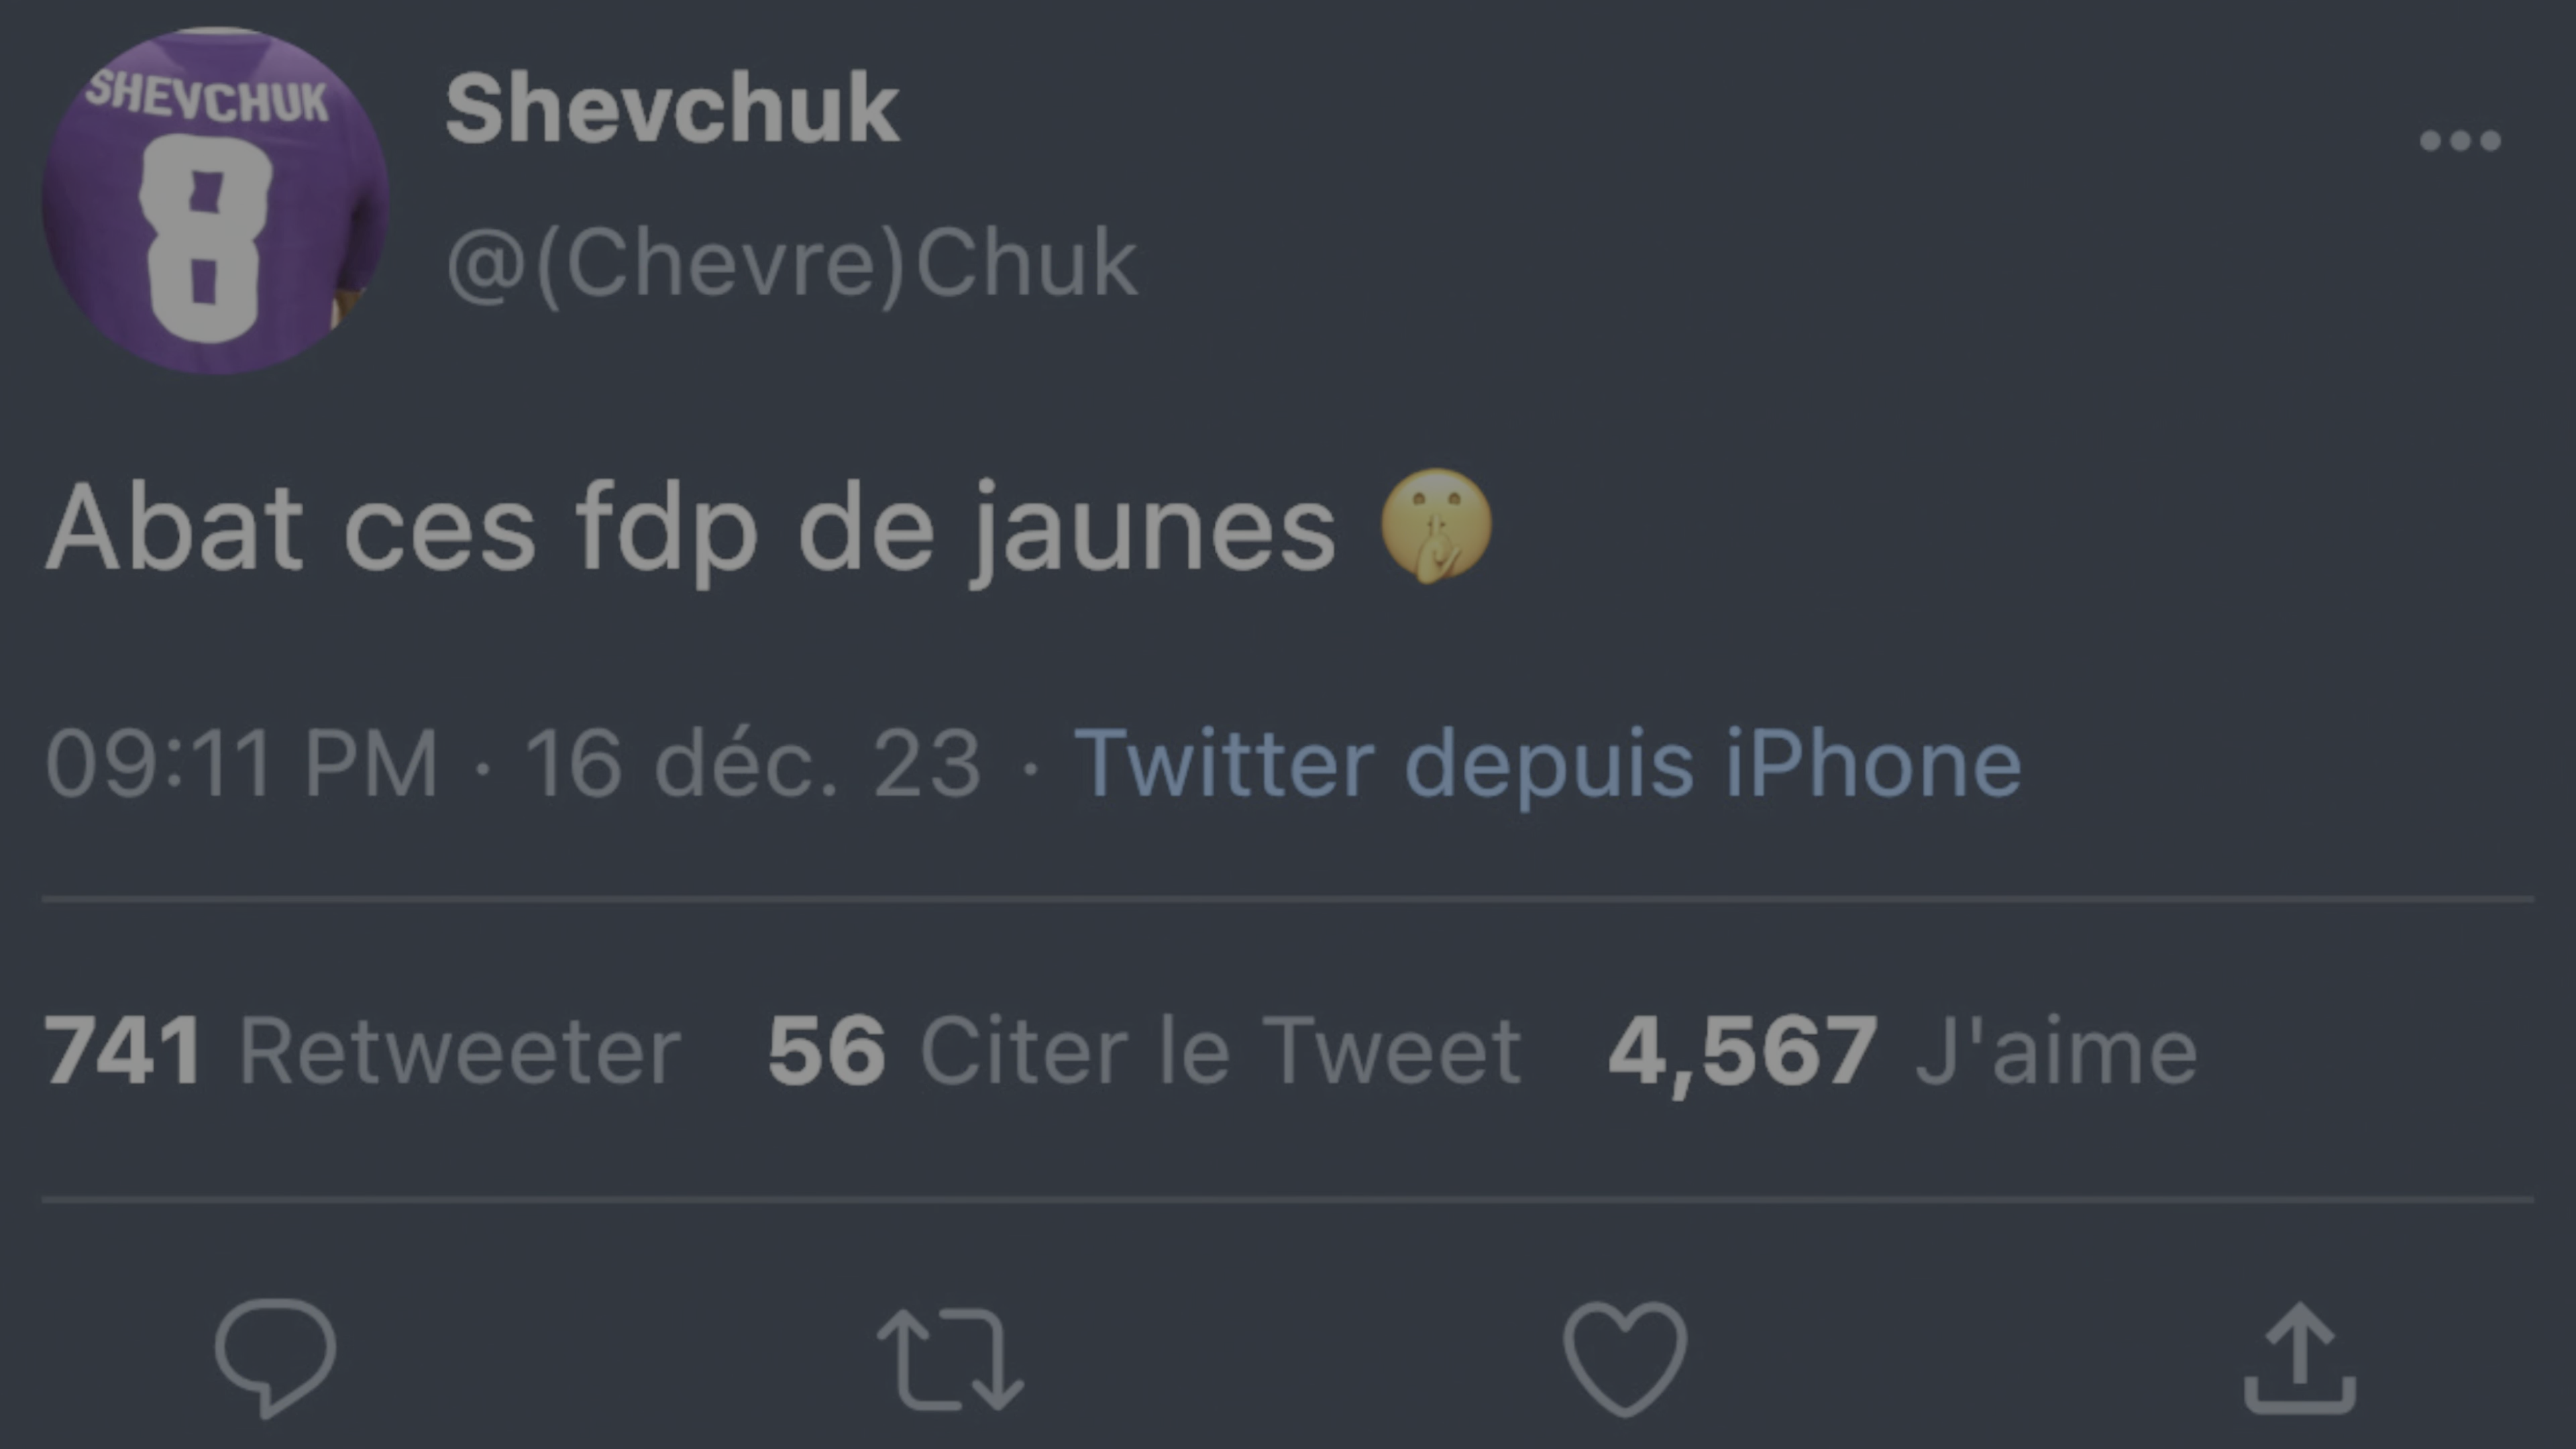 SHEVCHUK
8
Shevchuk
@(Chevre)Chuk
Abat ces fdp de jaunes 🤫
09:11 PM · 16 déc. 23 · Twitter depuis iPhone
741 Retweeter 56 Citer le Tweet 4,567 J'aime